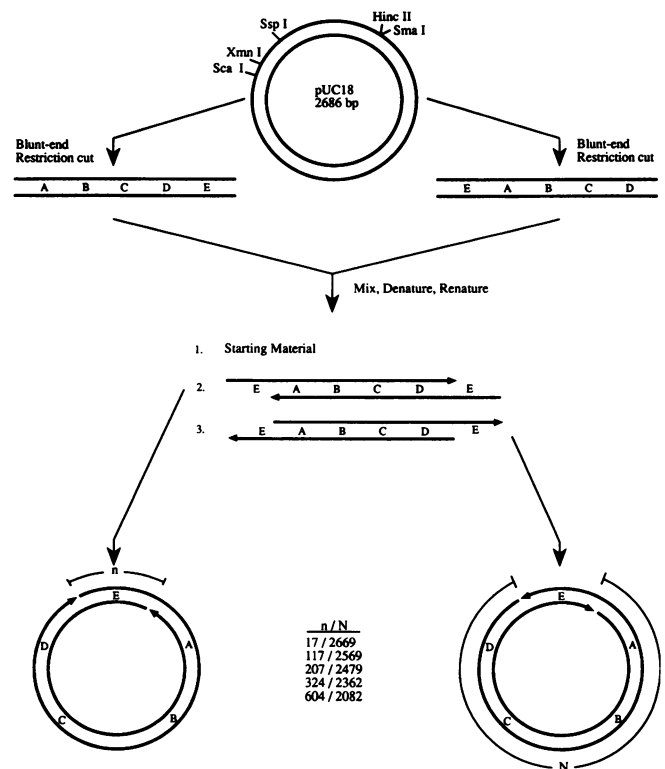 Ssp I
Hinc II
Sma I
Xmn I
Sca I
pUC18
2686 bp
Blunt-end
Restriction cut
Blunt-end
Restriction cut
A B C D E
E A B C D
Mix, Denature, Renature
1. Starting Material
2. E A B C D E
3. E A B C D E
n
E
D A
C B
n / N
17 / 2669
117 / 2569
207 / 2479
324 / 2362
604 / 2082
E
D A
C B
N